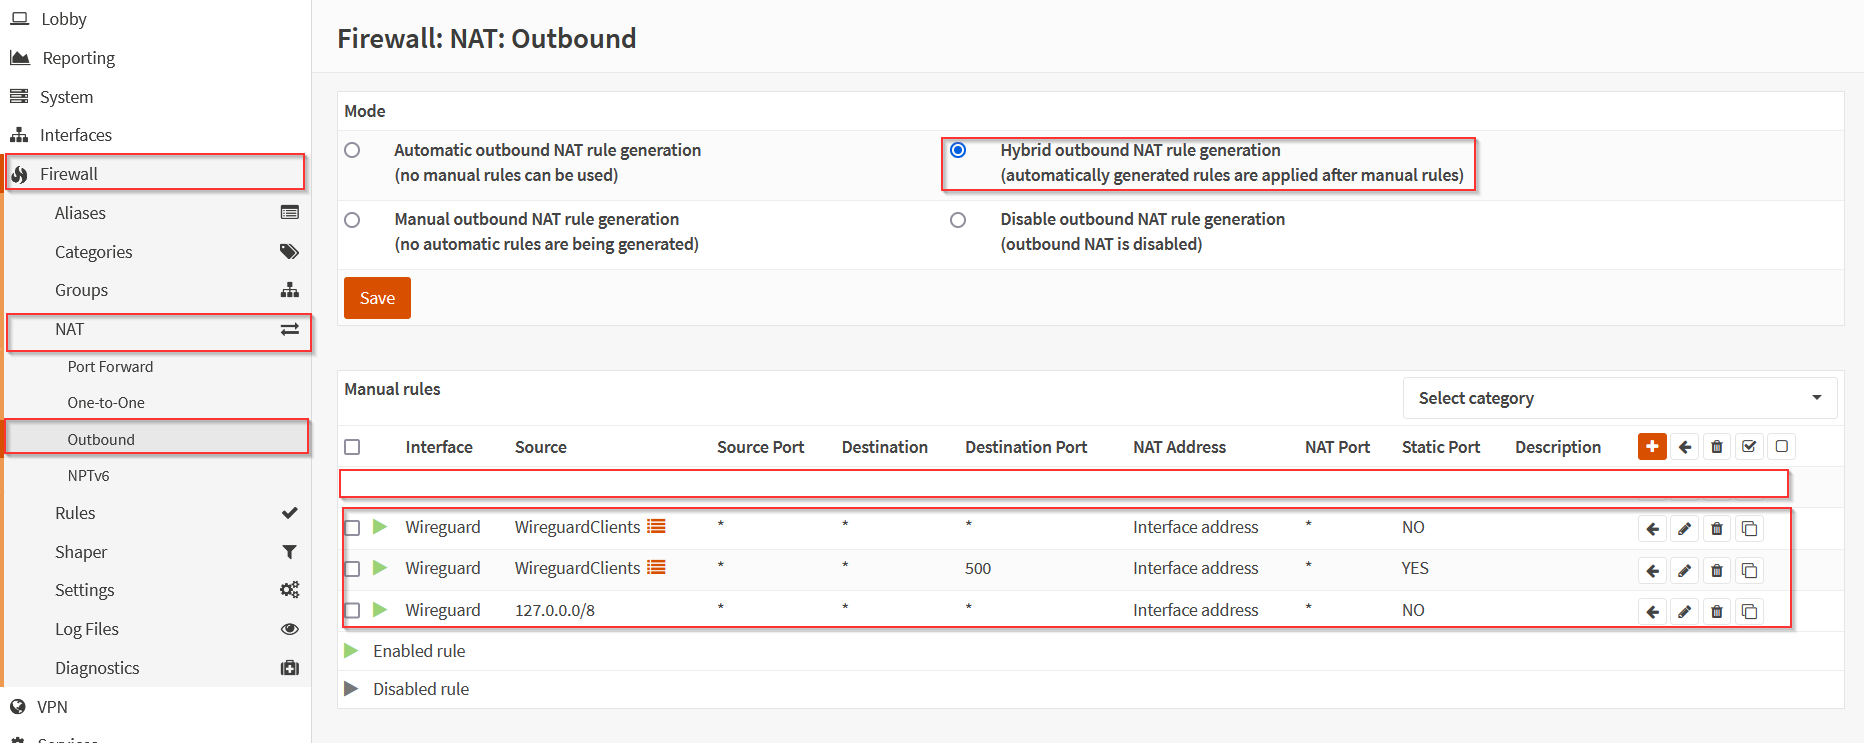 Lobby
Reporting
System
Interfaces
Firewall
Aliases
Categories
Groups
NAT
Port Forward
One-to-One
Outbound
NPTv6
Rules
Shaper
Settings
Log Files
Diagnostics
VPN
Services
Firewall: NAT: Outbound
Mode
Automatic outbound NAT rule generation
(no manual rules can be used)
Hybrid outbound NAT rule generation
(automatically generated rules are applied after manual rules)
Manual outbound NAT rule generation
(no automatic rules are being generated)
Disable outbound NAT rule generation
(outbound NAT is disabled)
Save
Manual rules
Select category
Interface Source Source Port Destination Destination Port NAT Address NAT Port Static Port Description
Wireguard WireguardClients * * * Interface address * NO
Wireguard WireguardClients * * 500 Interface address * YES
Wireguard 127.0.0.0/8 * * * Interface address * NO
Enabled rule
Disabled rule